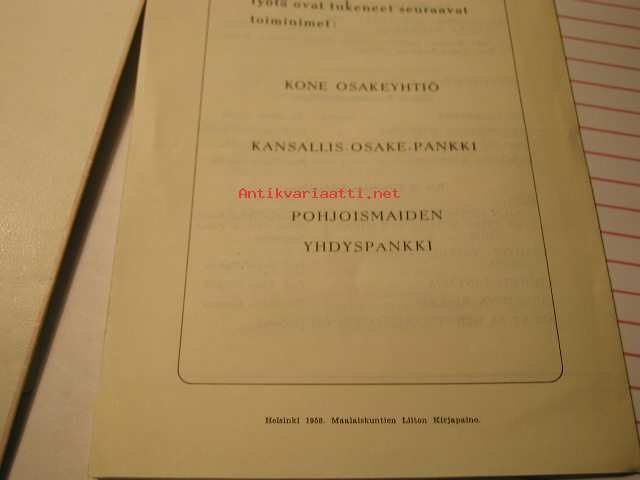 työtä ovat tukeneet seuraavat
toiminimet:
KONE OSAKEYHTIÖ
KANSALLIS-OSAKE-PANKKI
Antikvariaatti.net
POHJOISMAIDEN
YHDYSPANKKI
Helsinki 1958. Maalaiskuntien Liiton Kirjapaino.